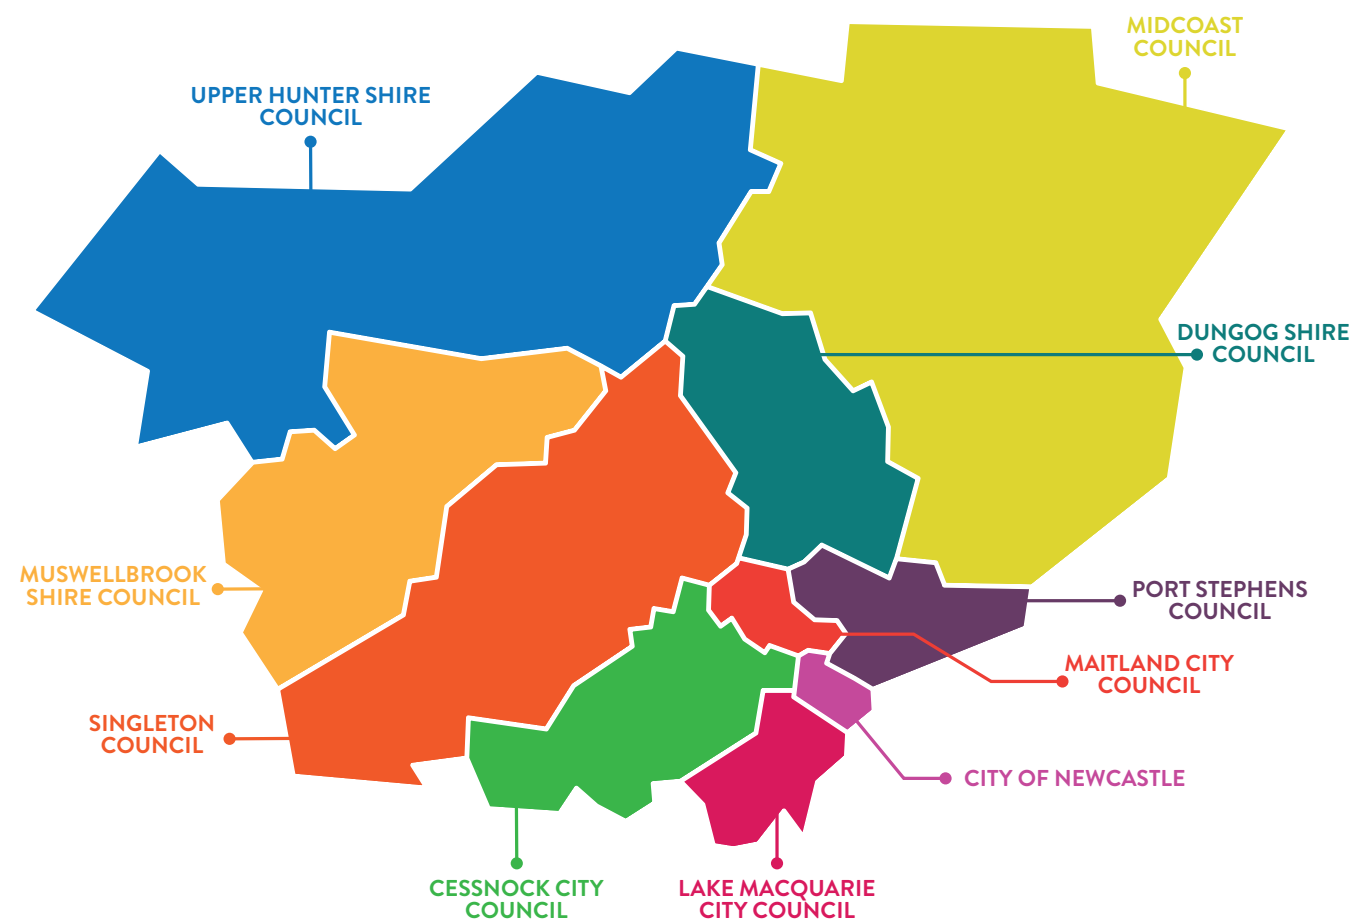 MIDCOAST
COUNCIL
UPPER HUNTER SHIRE
COUNCIL
DUNGOG SHIRE
COUNCIL
MUSWELLBROOK
SHIRE COUNCIL
PORT STEPHENS
COUNCIL
MAITLAND CITY
COUNCIL
SINGLETON
COUNCIL
CITY OF NEWCASTLE
CESSNOCK CITY
COUNCIL
LAKE MACQUARIE
CITY COUNCIL